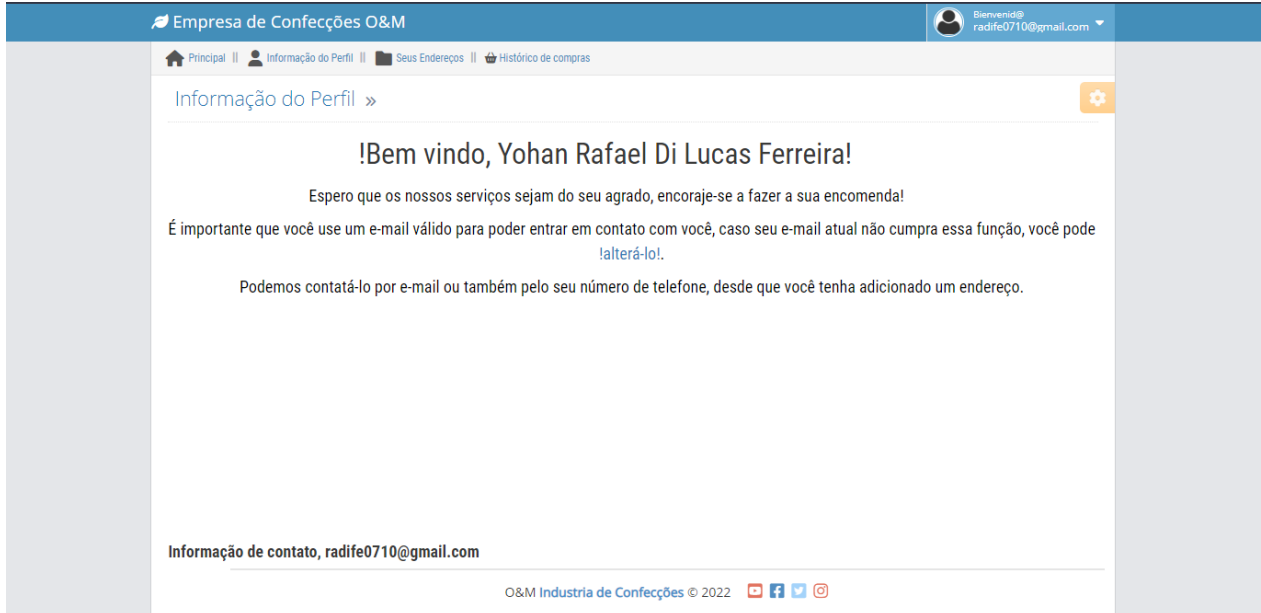 Empresa de Confecções O&M
Bienvenid@
radife0710@gmail.com
Principal || Informação do Perfil || Seus Endereços || Histórico de compras
Informação do Perfil »
!Bem vindo, Yohan Rafael Di Lucas Ferreira!
Espero que os nossos serviços sejam do seu agrado, encoraje-se a fazer a sua encomenda!
É importante que você use um e-mail válido para poder entrar em contato com você, caso seu e-mail atual não cumpra essa função, você pode
!alterá-lo!.
Podemos contatá-lo por e-mail ou também pelo seu número de telefone, desde que você tenha adicionado um endereço.
Informação de contato, radife0710@gmail.com
O&M Industria de Confecções © 2022